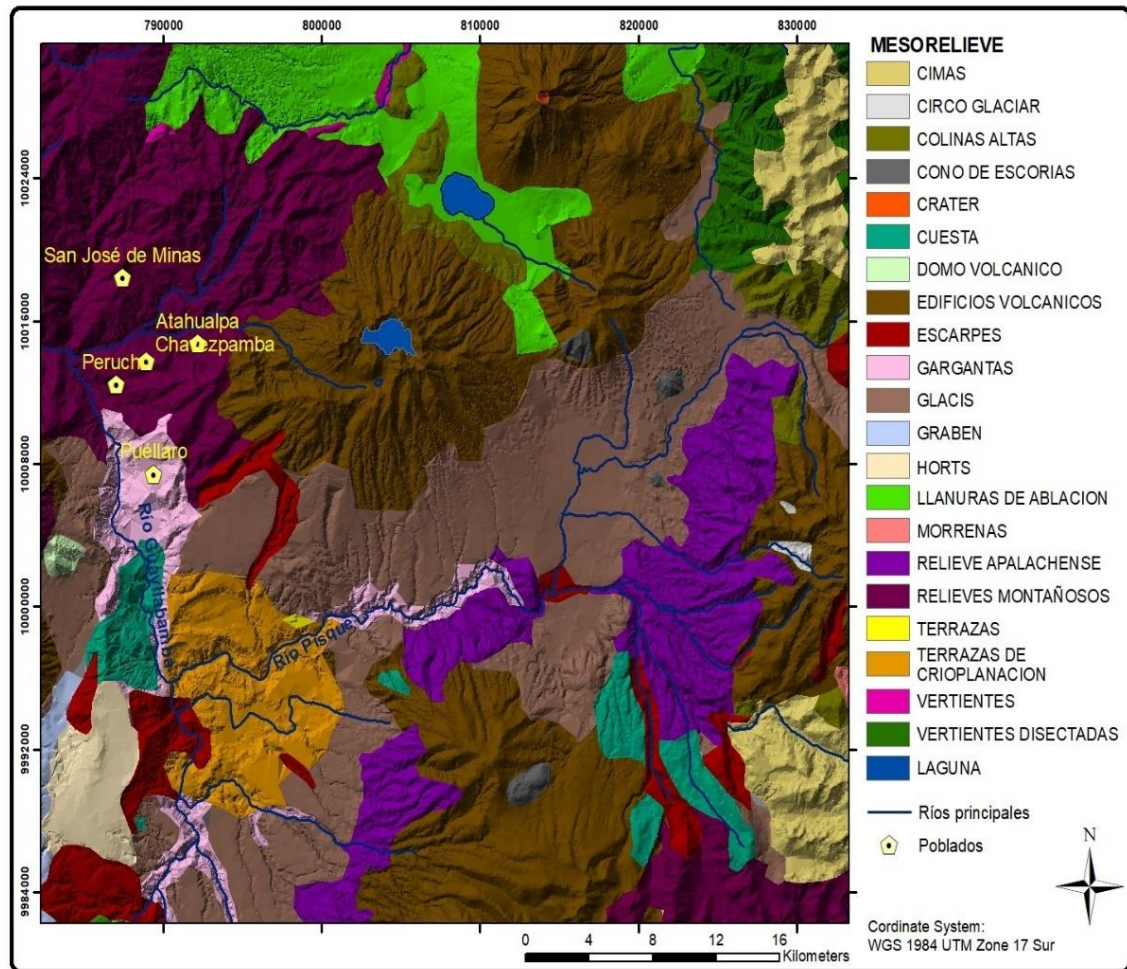 790000
800000
810000
820000
830000
10024000
10016000
10008000
10000000
9992000
9984000
San José de Minas
Atahualpa
Chavezpamba
Perucho
Puéllaro
Río Guayllabamba
Río Pisque
MESORELIEVE
CIMAS
CIRCO GLACIAR
COLINAS ALTAS
CONO DE ESCORIAS
CRATER
CUESTA
DOMO VOLCANICO
EDIFICIOS VOLCANICOS
ESCARPES
GARGANTAS
GLACIS
GRABEN
HORTS
LLANURAS DE ABLACION
MORRENAS
RELIEVE APALACHENSE
RELIEVES MONTAÑOSOS
TERRAZAS
TERRAZAS DE
CRIOPLANACION
VERTIENTES
VERTIENTES DISECTADAS
LAGUNA
Ríos principales
Poblados
N
Cordinate System:
WGS 1984 UTM Zone 17 Sur
0 4 8 12 16
Kilometers